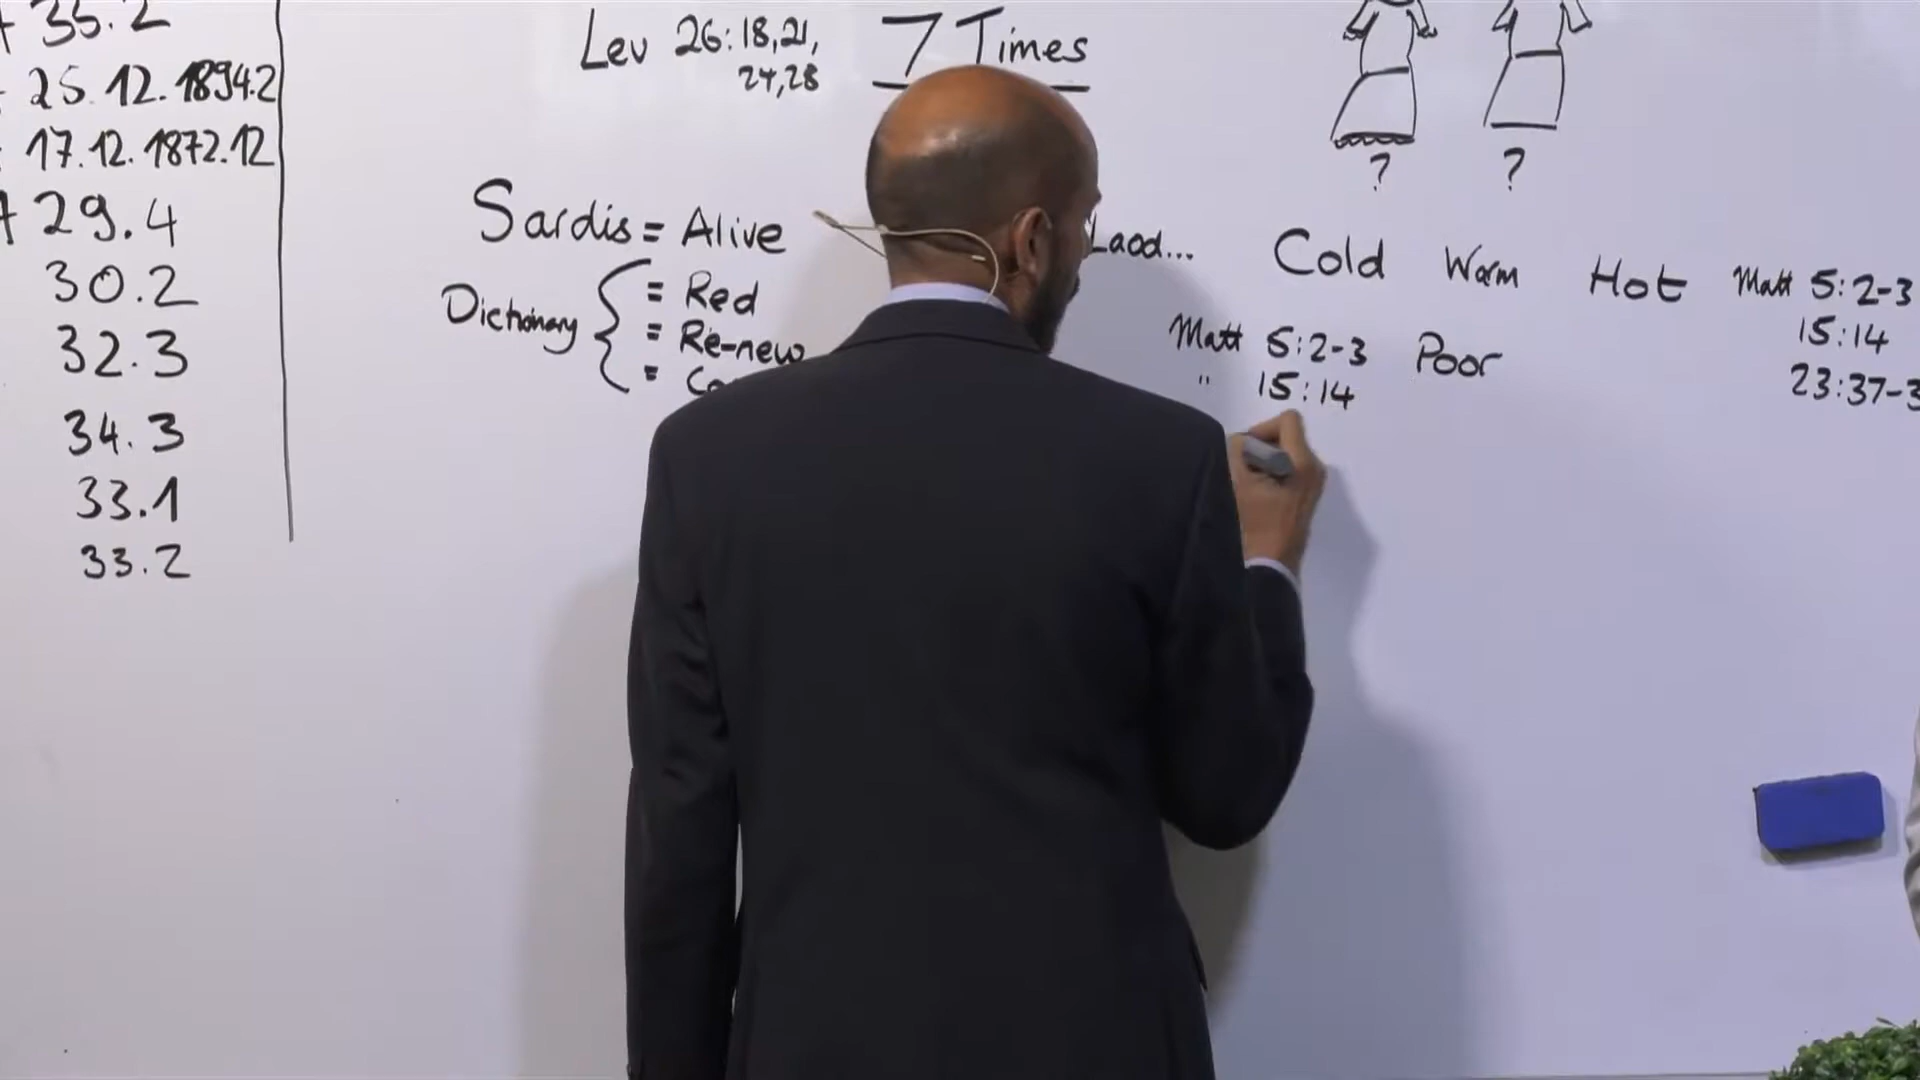 35.2
25.12.1894.2
17.12.1872.12
29.4
30.2
32.3
34.3
33.1
33.2
Lev 26:18,21,
24,28
7 Times
? ?
Sardis = Alive
Dictionary { = Red
= Re-new
=
Laod... Cold Warm Hot Matt 5:2-3
15:14
23:37-3
Matt 5:2-3 Poor
" 15:14